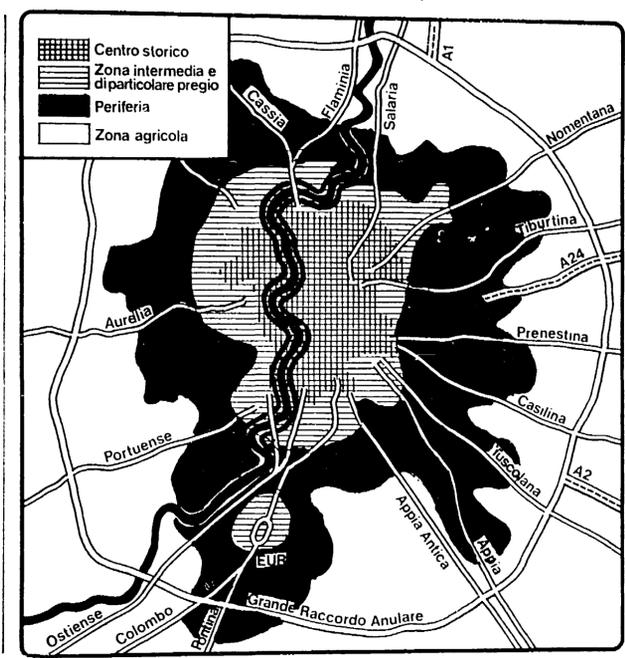 Centro storico
Zona intermedia e
di particolare pregio
Periferia
Zona agricola
A1
Flaminia
Cassia
Salaria
Nomentana
Tiburtina
A24
Aurelia
Prenestina
Casilina
Portuense
Tuscolana
A2
Appia Antica
Appia
EUR
Grande Raccordo Anulare
Ostiense
Colombo
Pontina